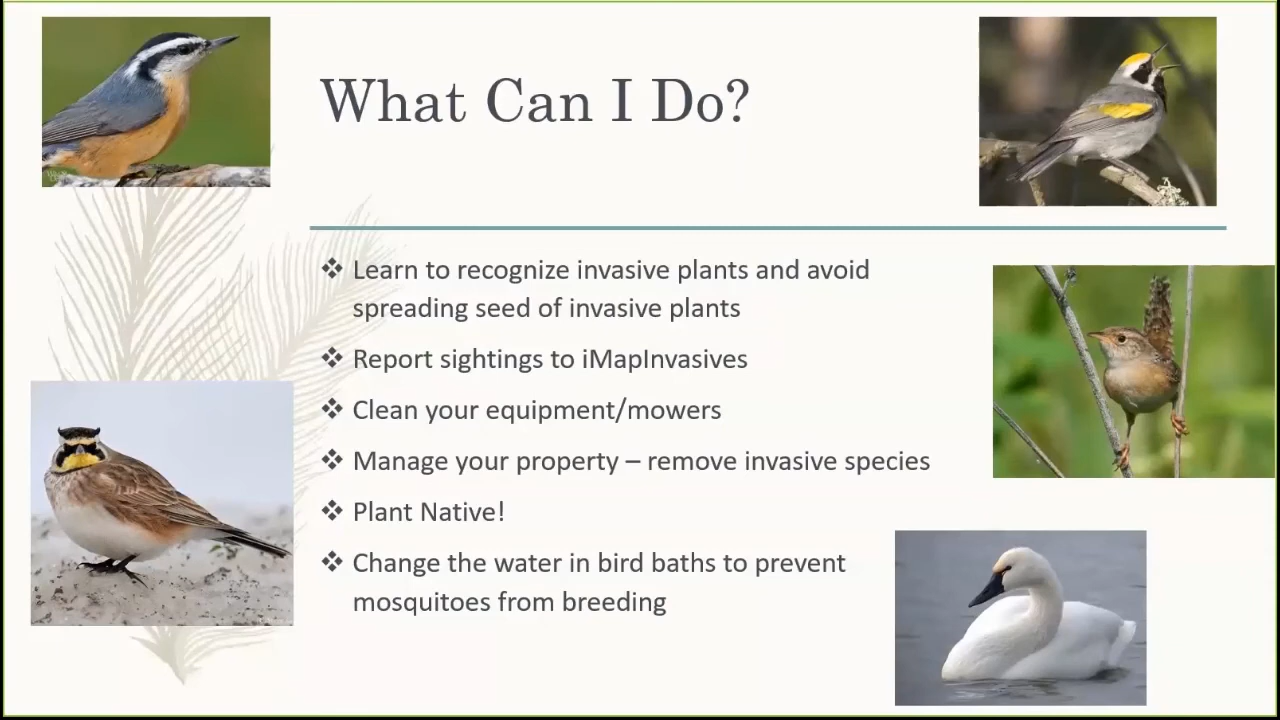 What Can I Do?
❖ Learn to recognize invasive plants and avoid
spreading seed of invasive plants
❖ Report sightings to iMapInvasives
❖ Clean your equipment/mowers
❖ Manage your property – remove invasive species
❖ Plant Native!
❖ Change the water in bird baths to prevent
mosquitoes from breeding